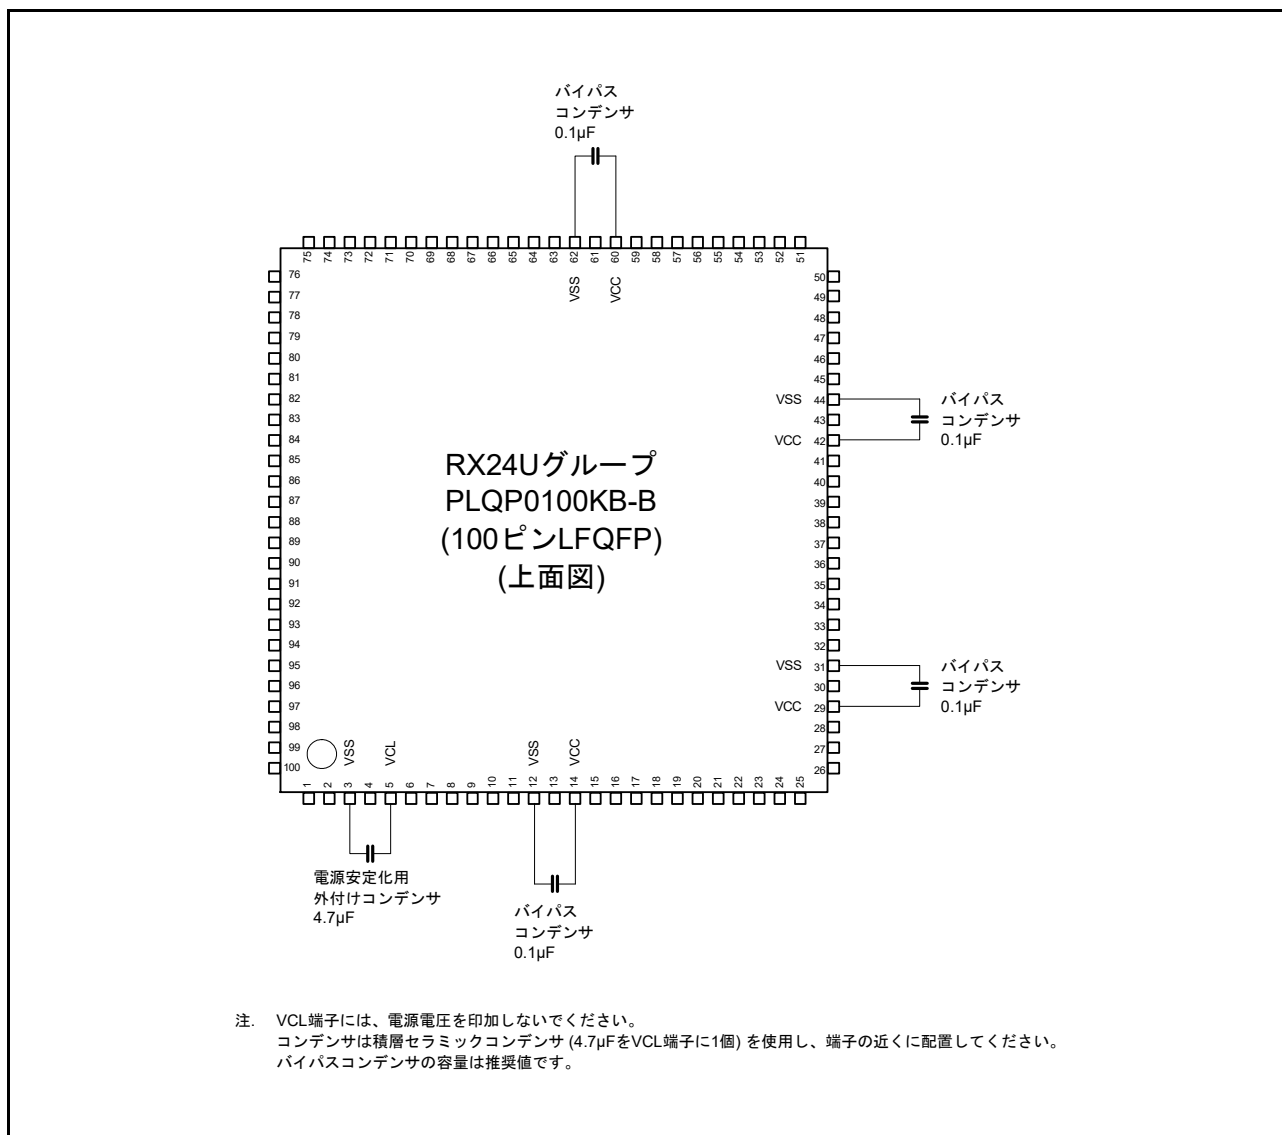 バイパス
コンデンサ
0.1µF
75 74 73 72 71 70 69 68 67 66 65 64 63 62 61 60 59 58 57 56 55 54 53 52 51
VSS
VCC
76
77
78
79
80
81
82
83
84
85
86
87
88
89
90
91
92
93
94
95
96
97
98
99
100
50
49
48
47
46
45
VSS 44
43
VCC 42
41
40
39
38
37
36
35
34
33
32
VSS 31
30
VCC 29
28
27
26
バイパス
コンデンサ
0.1µF
RX24Uグループ
PLQP0100KB-B
(100ピンLFQFP)
(上面図)
バイパス
コンデンサ
0.1µF
VSS
VCL
VSS
VCC
1 2 3 4 5 6 7 8 9 10 11 12 13 14 15 16 17 18 19 20 21 22 23 24 25
電源安定化用
外付けコンデンサ
4.7µF
バイパス
コンデンサ
0.1µF
注. VCL端子には、電源電圧を印加しないでください。
コンデンサは積層セラミックコンデンサ (4.7µFをVCL端子に1個) を使用し、端子の近くに配置してください。
バイパスコンデンサの容量は推奨値です。